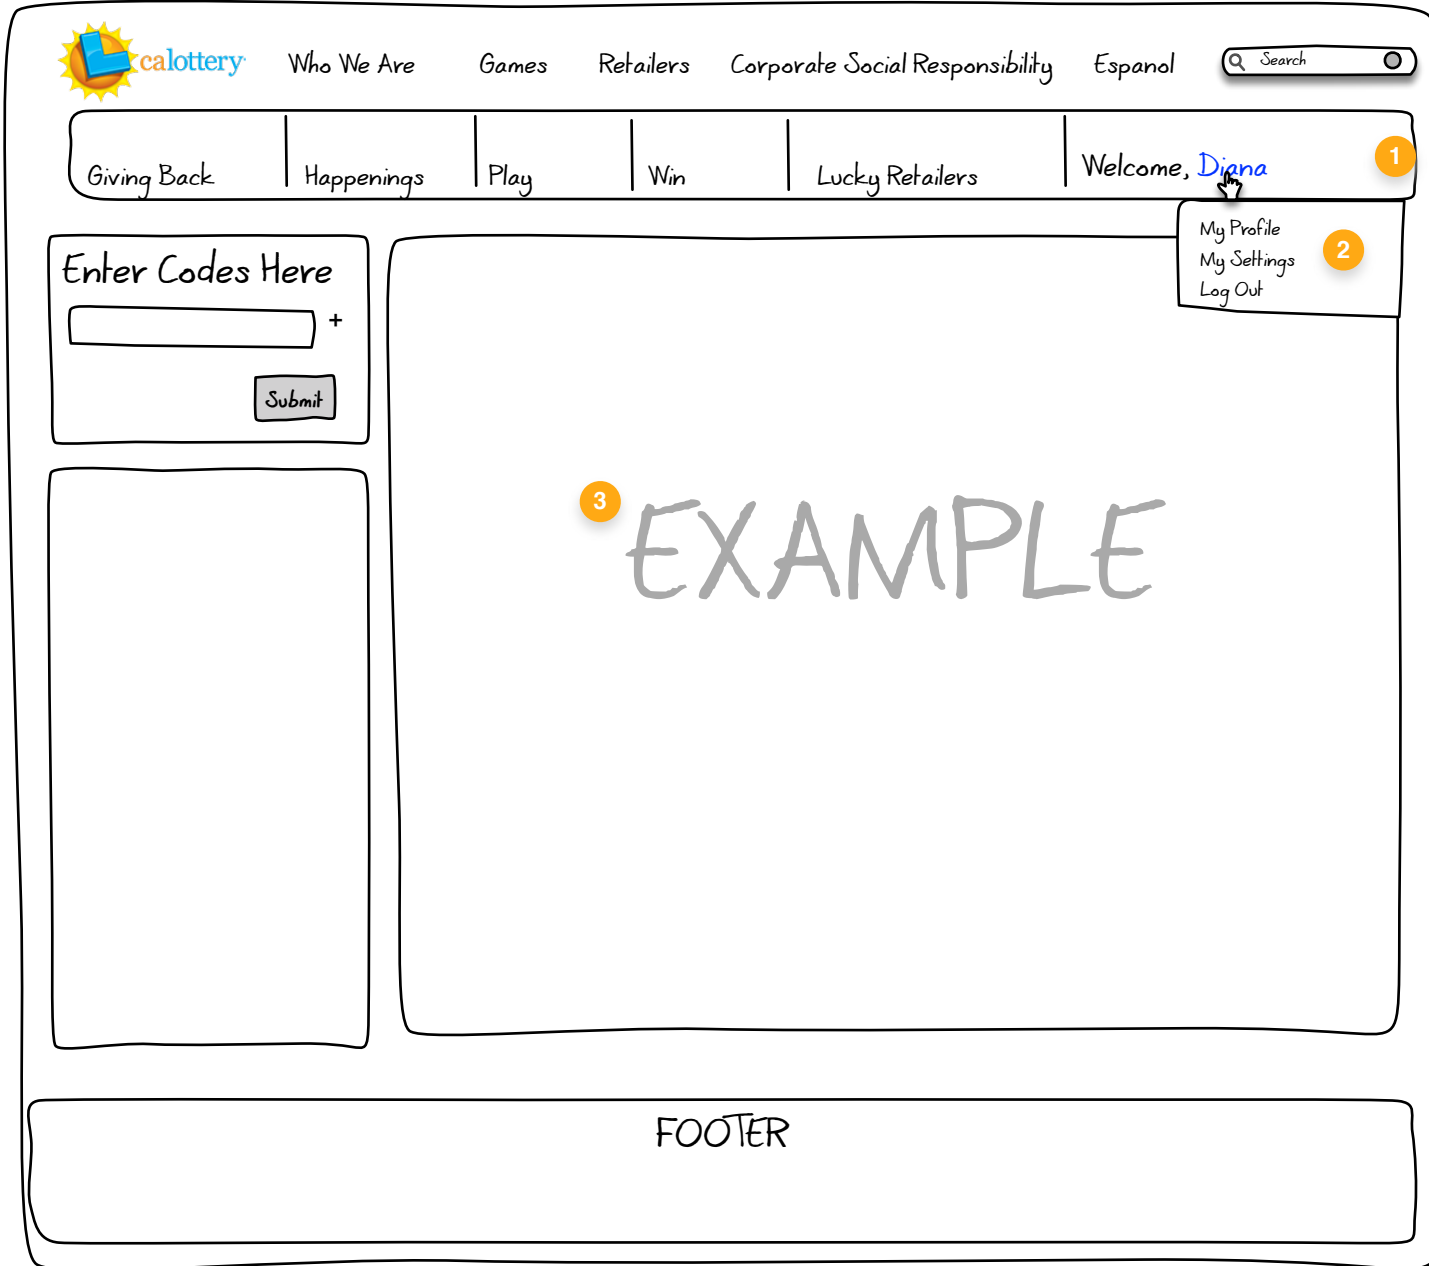 calottery Who We Are Games Retailers Corporate Social Responsibility Espanol Search
Giving Back Happenings Play Win Lucky Retailers Welcome, Diana 1
My Profile
My Settings 2
Log Out
Enter Codes Here
+
Submit
3 EXAMPLE
FOOTER